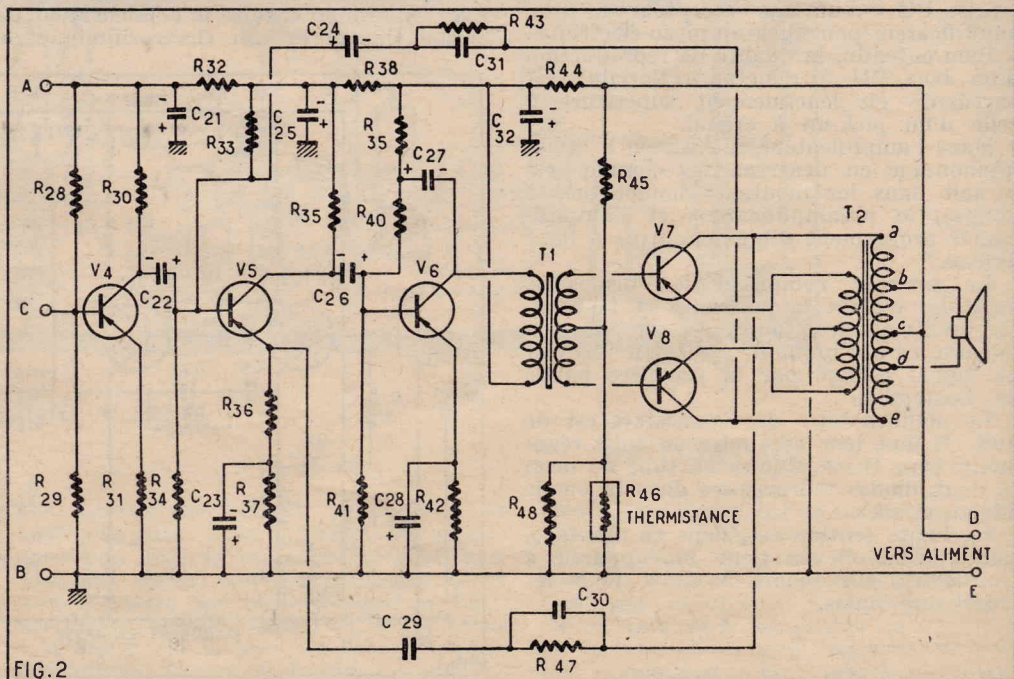 C24
R43
C31
R32
R38
R44
A
C21
R33
C25
R35
C27
C32
R28
R30
R35
R40
R45
T2
V4
C22
V5
C26
V6
T1
V7
V8
a
b
c
d
e
C
R36
R29
R31
R34
C23
R37
R41
C28
R42
R48
R46
THERMISTANCE
D
VERS ALIMENT
E
B
C29
C30
R47
FIG.2